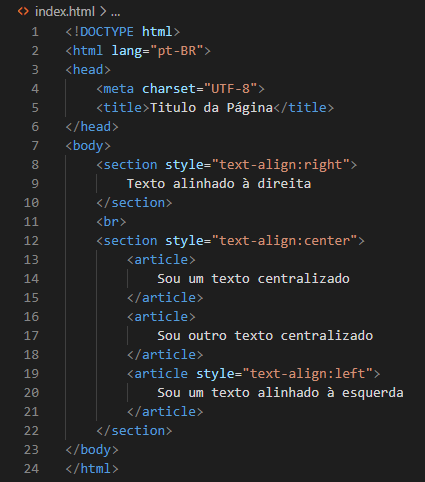 <> index.html > ...
1 <!DOCTYPE html>
2 <html lang="pt-BR">
3 <head>
4     <meta charset="UTF-8">
5     <title>Titulo da Página</title>
6 </head>
7 <body>
8     <section style="text-align:right">
9         Texto alinhado à direita
10     </section>
11     <br>
12     <section style="text-align:center">
13         <article>
14             Sou um texto centralizado
15         </article>
16         <article>
17             Sou outro texto centralizado
18         </article>
19         <article style="text-align:left">
20             Sou um texto alinhado à esquerda
21         </article>
22     </section>
23 </body>
24 </html>